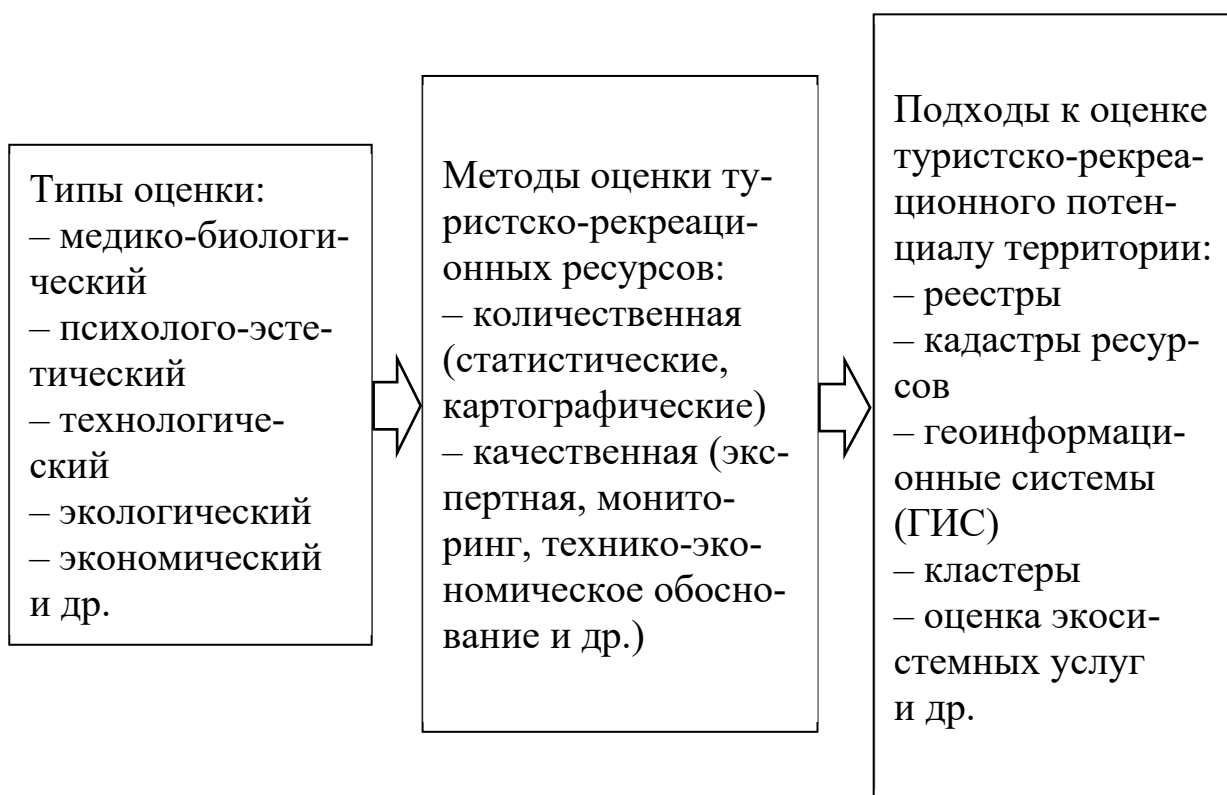 Типы оценки:
– медико-биологи-
ческий
– психолого-эсте-
тический
– технологиче-
ский
– экологический
– экономический
и др.
Методы оценки ту-
ристско-рекреаци-
онных ресурсов:
– количественная
(статистические,
картографические)
– качественная (экс-
пертная, монито-
ринг, технико-эко-
номическое обосно-
вание и др.)
Подходы к оценке
туристско-рекреа-
ционного потен-
циалу территории:
– реестры
– кадастры ресур-
сов
– геоинформаци-
онные системы
(ГИС)
– кластеры
– оценка экоси-
стемных услуг
и др.